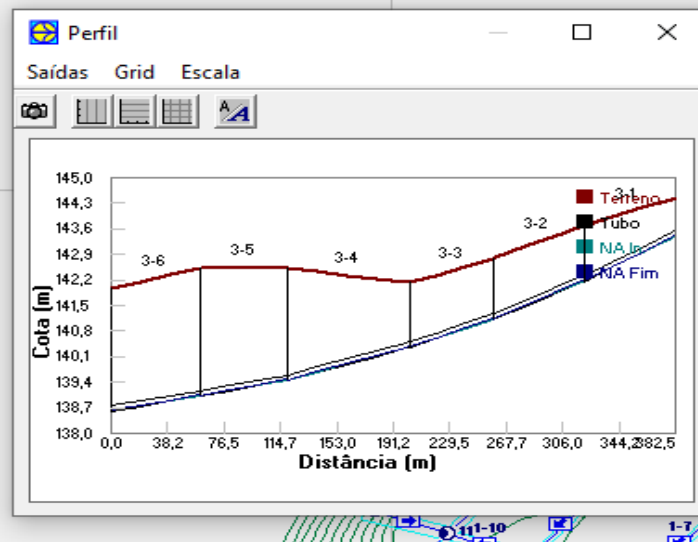 Perfil
Saídas Grid Escala
A/A
145,0
144,3
143,6
142,9
142,2
141,5
140,8
140,1
139,4
138,7
138,0
Cota (m)
3-6
3-5
3-4
3-3
3-2
3-1
Terreno
Tubo
NA In
NA Fim
0,0 38,2 76,5 114,7 153,0 191,2 229,5 267,7 306,0 344,2 382,5
Distância (m)
11 1-10
1-7